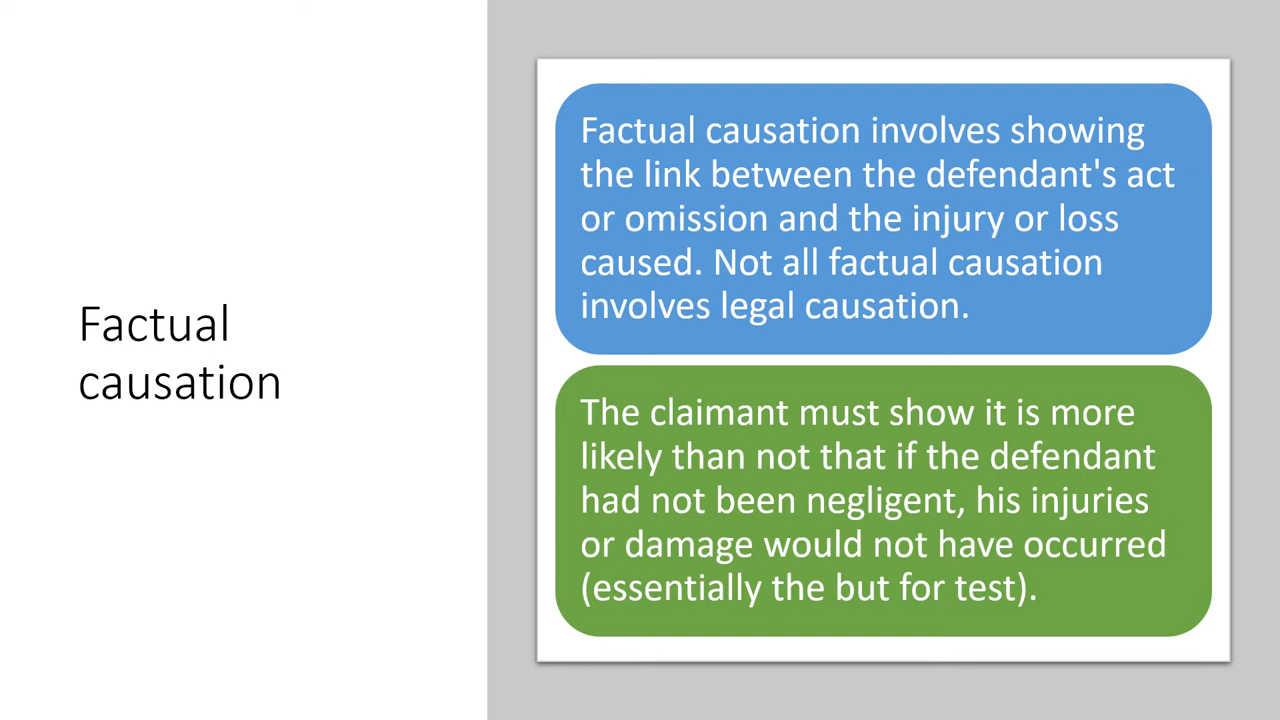 Factual
causation
Factual causation involves showing
the link between the defendant's act
or omission and the injury or loss
caused. Not all factual causation
involves legal causation.
The claimant must show it is more
likely than not that if the defendant
had not been negligent, his injuries
or damage would not have occurred
(essentially the but for test).